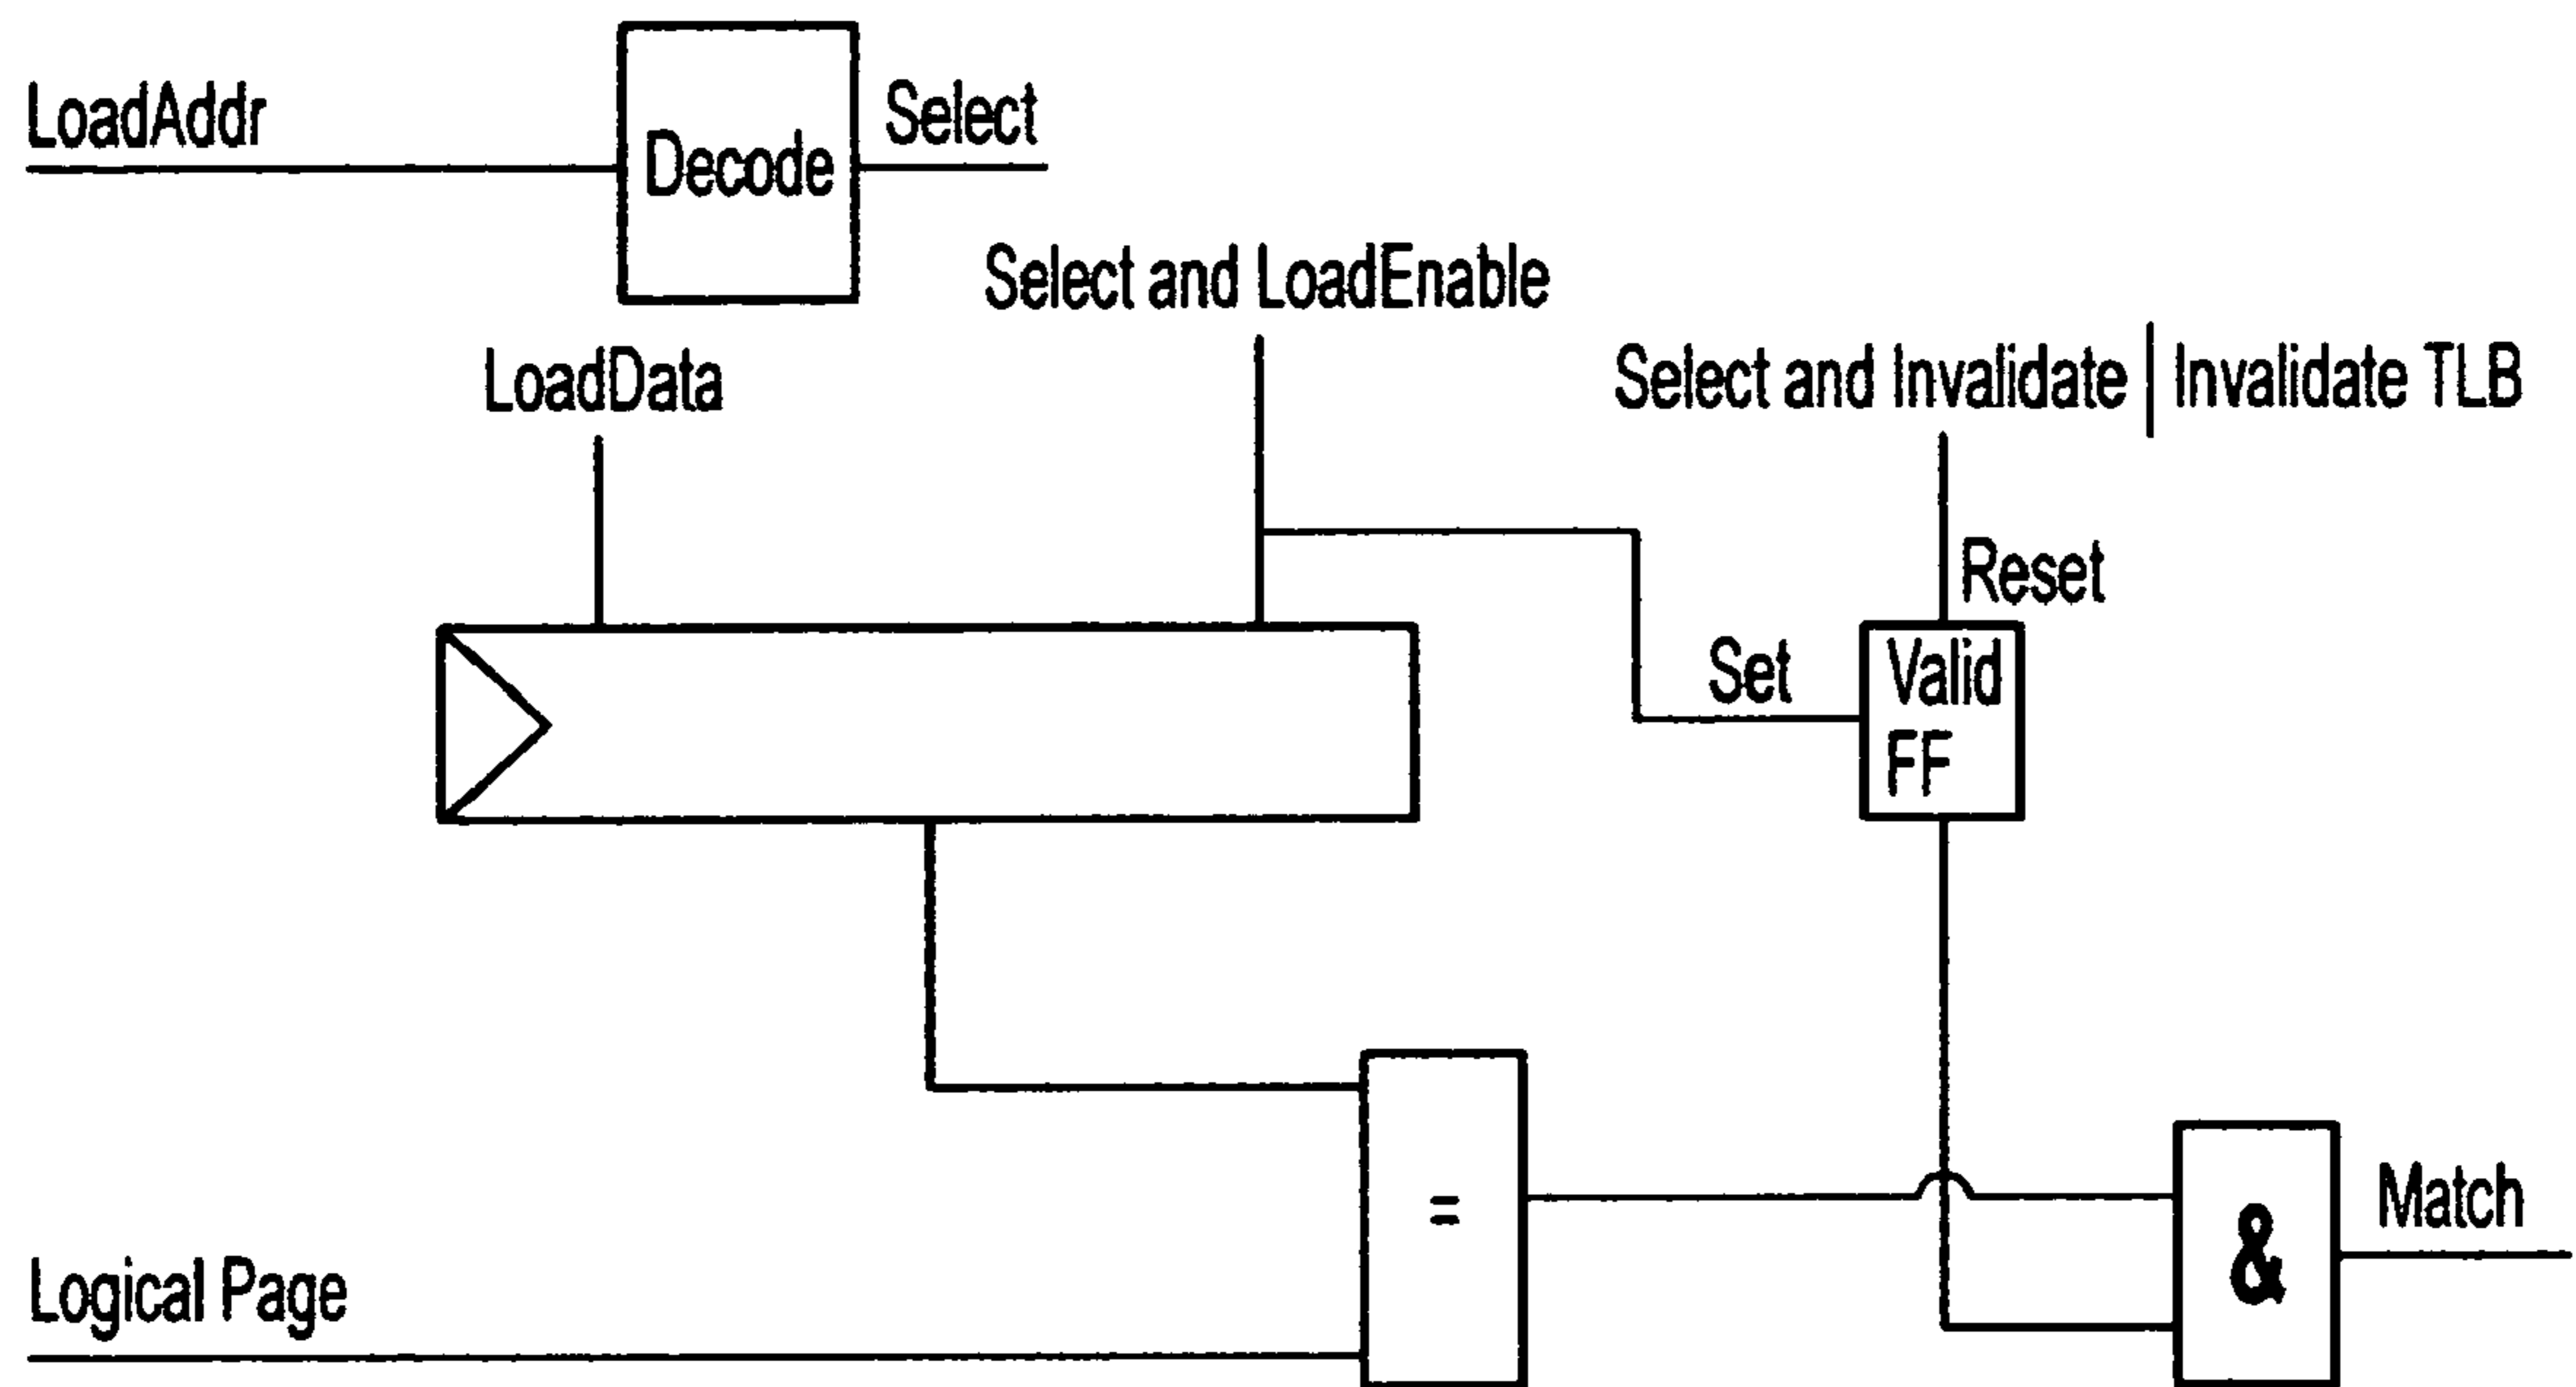 LoadAddr
Decode
Select
Select and LoadEnable
LoadData
Select and Invalidate | Invalidate TLB
Reset
Set
Valid
FF
=
&
Match
Logical Page